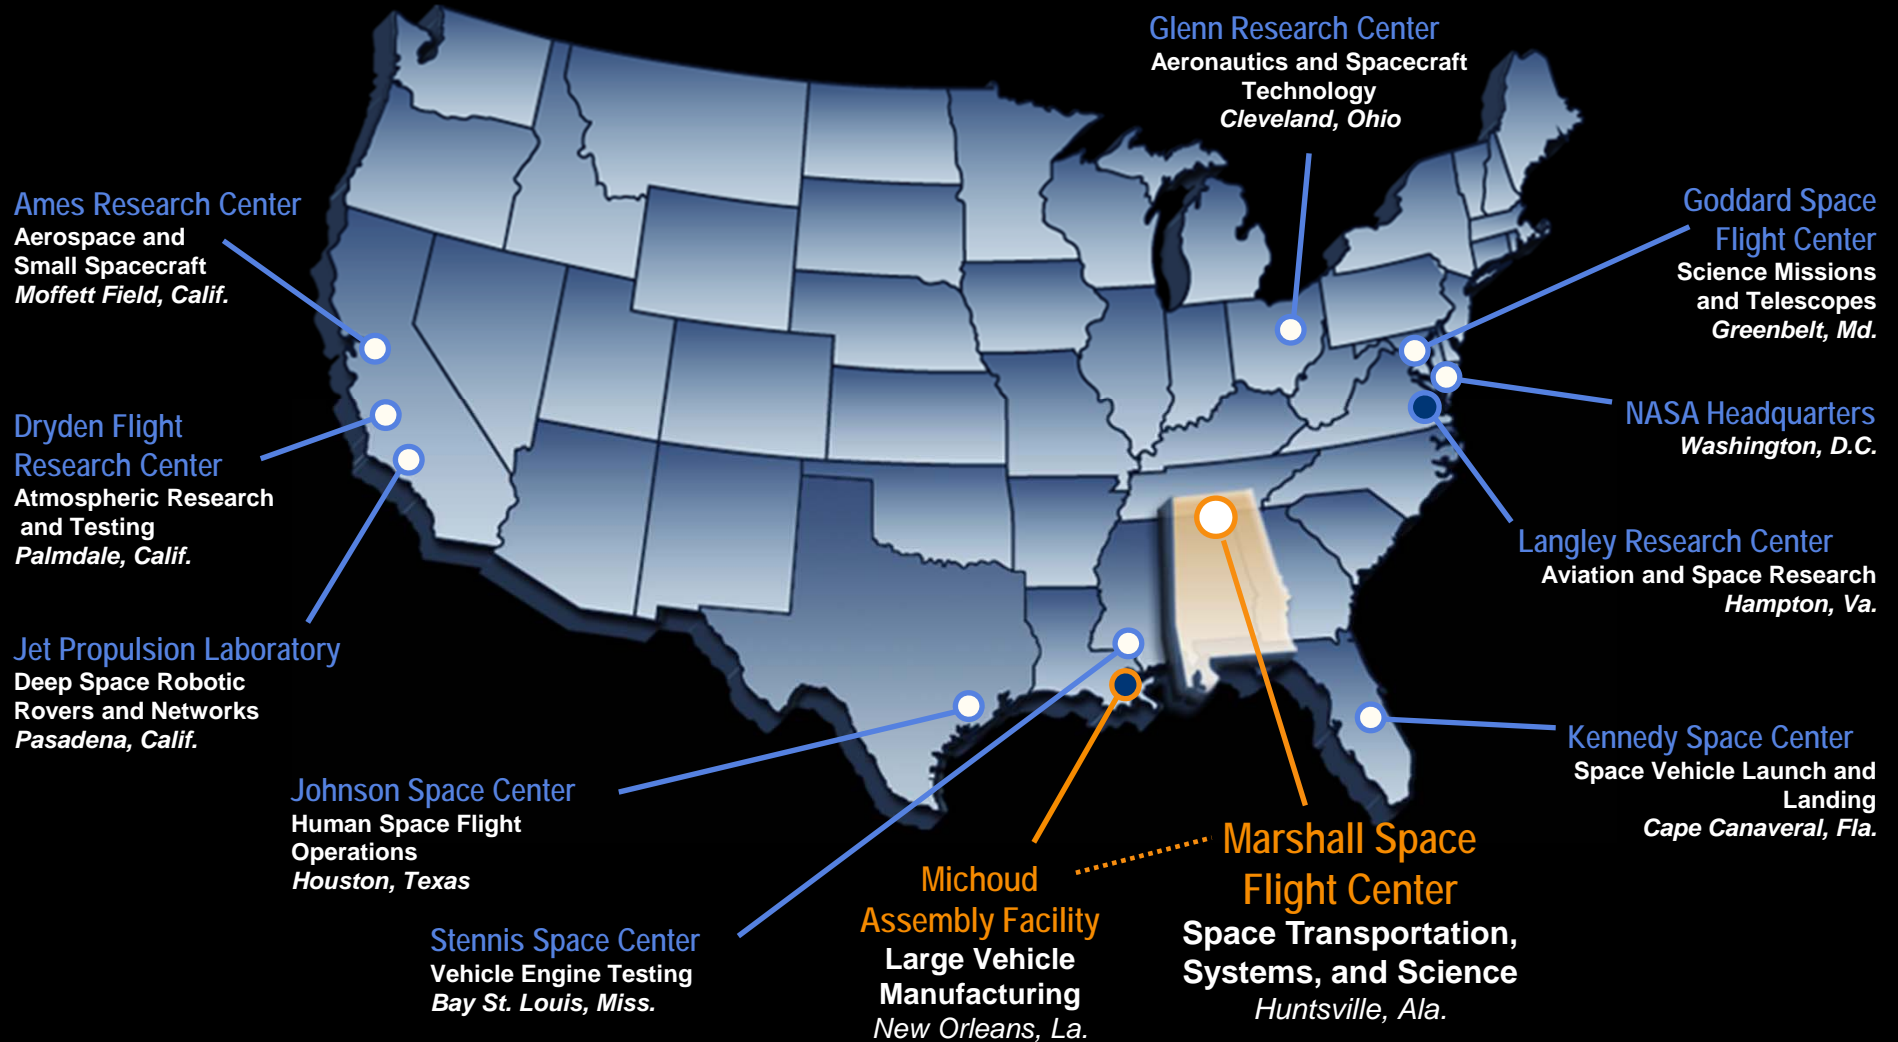 Glenn Research Center
Aeronautics and Spacecraft
Technology
Cleveland, Ohio
Ames Research Center
Aerospace and
Small Spacecraft
Moffett Field, Calif.
Goddard Space
Flight Center
Science Missions
and Telescopes
Greenbelt, Md.
Dryden Flight
Research Center
Atmospheric Research
and Testing
Palmdale, Calif.
NASA Headquarters
Washington, D.C.
Langley Research Center
Aviation and Space Research
Hampton, Va.
Jet Propulsion Laboratory
Deep Space Robotic
Rovers and Networks
Pasadena, Calif.
Kennedy Space Center
Space Vehicle Launch and
Landing
Cape Canaveral, Fla.
Johnson Space Center
Human Space Flight
Operations
Houston, Texas
Stennis Space Center
Vehicle Engine Testing
Bay St. Louis, Miss.
Michoud
Assembly Facility
Large Vehicle
Manufacturing
New Orleans, La.
Marshall Space
Flight Center
Space Transportation,
Systems, and Science
Huntsville, Ala.